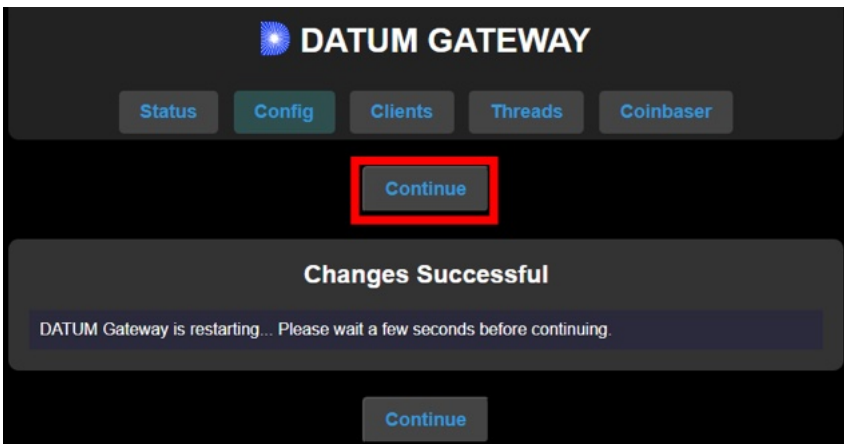 DATUM GATEWAY
Status Config Clients Threads Coinbaser
Continue
Changes Successful
DATUM Gateway is restarting... Please wait a few seconds before continuing.
Continue